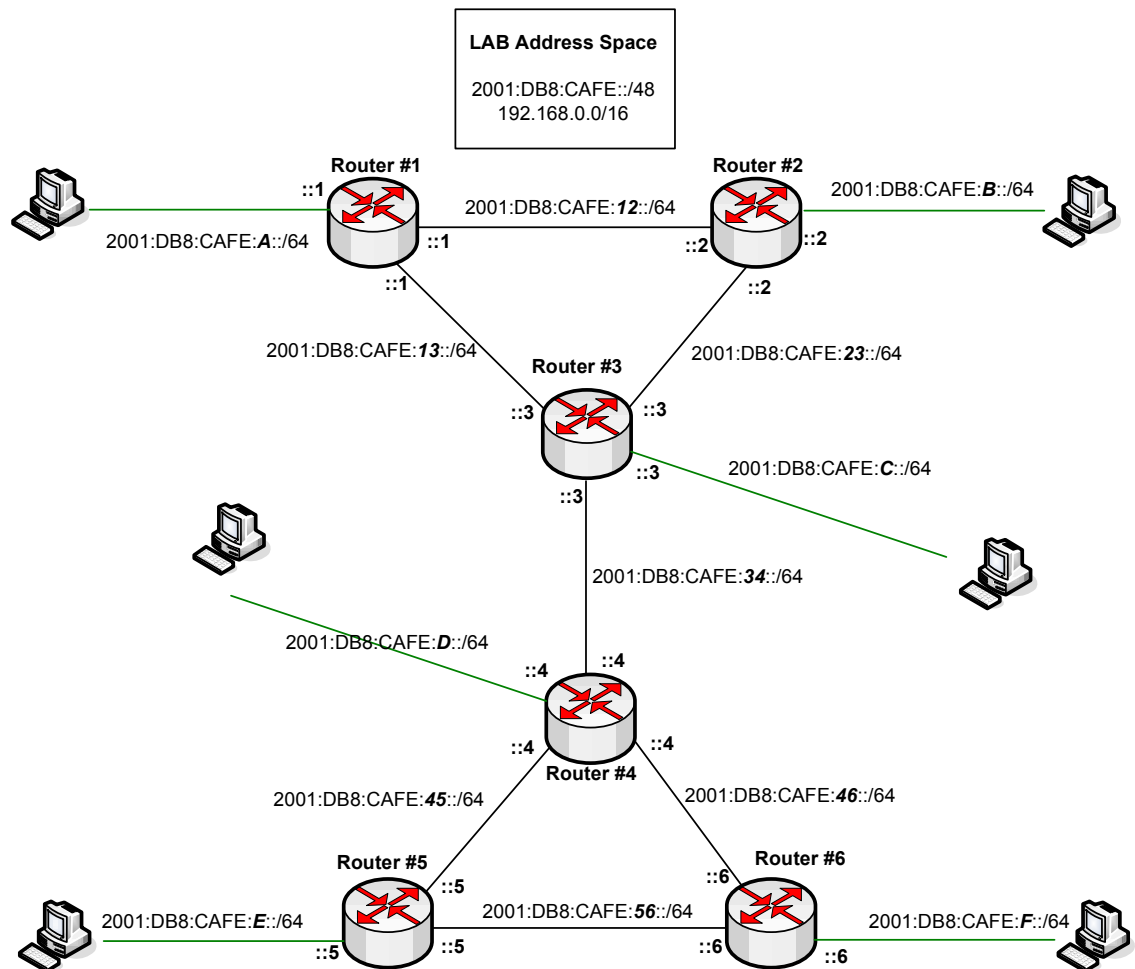 LAB Address Space
2001:DB8:CAFE::/48
192.168.0.0/16
Router #1
Router #2
::1
2001:DB8:CAFE:12::/64
2001:DB8:CAFE:B::/64
2001:DB8:CAFE:A::/64
::1
::2
::2
::1
::2
2001:DB8:CAFE:13::/64
2001:DB8:CAFE:23::/64
Router #3
::3
::3
2001:DB8:CAFE:C::/64
::3
::3
2001:DB8:CAFE:34::/64
2001:DB8:CAFE:D::/64
::4
::4
::4
::4
Router #4
2001:DB8:CAFE:45::/64
2001:DB8:CAFE:46::/64
Router #5
Router #6
::5
::6
2001:DB8:CAFE:E::/64
2001:DB8:CAFE:56::/64
2001:DB8:CAFE:F::/64
::5
::5
::6
::6